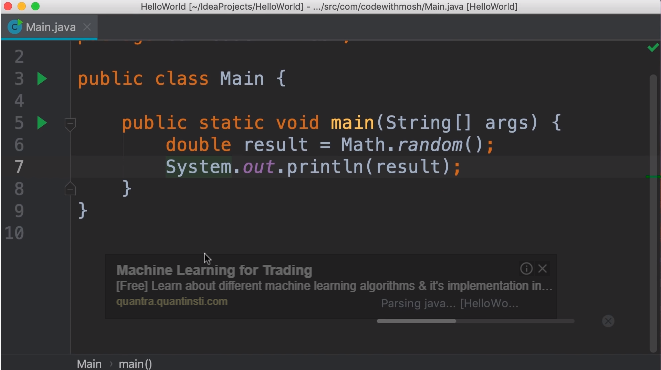 HelloWorld [~/IdeaProjects/HelloWorld] - .../src/com/codewithmosh/Main.java [HelloWorld]
Main.java
2
3 public class Main {
4
5 public static void main(String[] args) {
6 double result = Math.random();
7 System.out.println(result);
8 }
9 }
10
Machine Learning for Trading
[Free] Learn about different machine learning algorithms & it's implementation in...
quantra.quantinsti.com
Parsing java... [HelloWo...
Main › main()